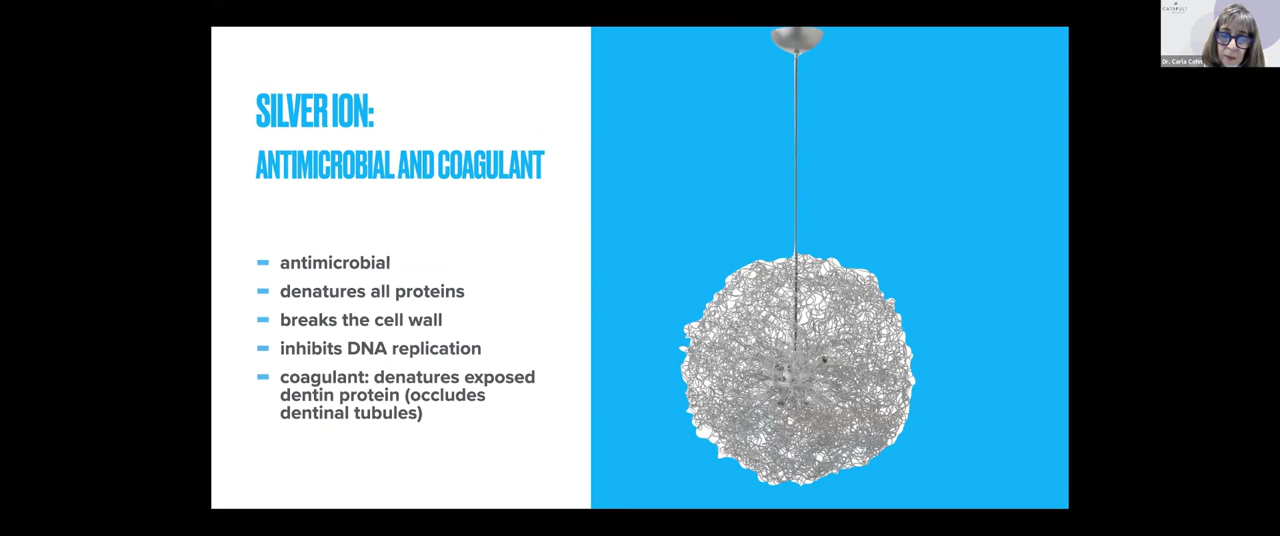 SILVER ION:
ANTIMICROBIAL AND COAGULANT
antimicrobial
denatures all proteins
breaks the cell wall
inhibits DNA replication
coagulant: denatures exposed
dentin protein (occludes
dentinal tubules)
CATAPULT
Dr. Carla Cohn